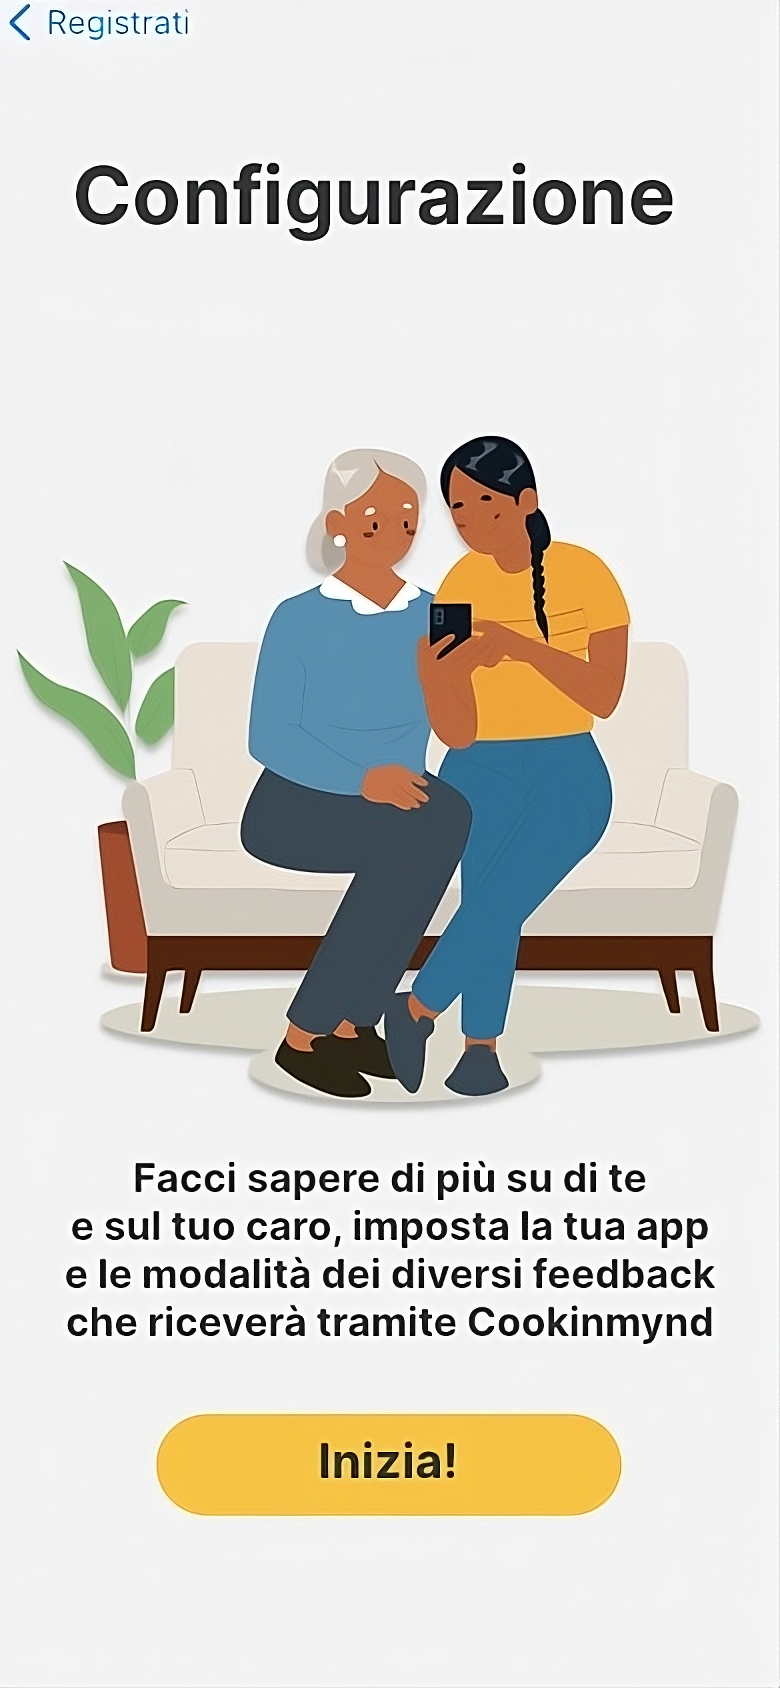 Registrati
Configurazione
Facci sapere di più su di te
e sul tuo caro, imposta la tua app
e le modalità dei diversi feedback
che riceverà tramite Cookinmynd
Inizia!